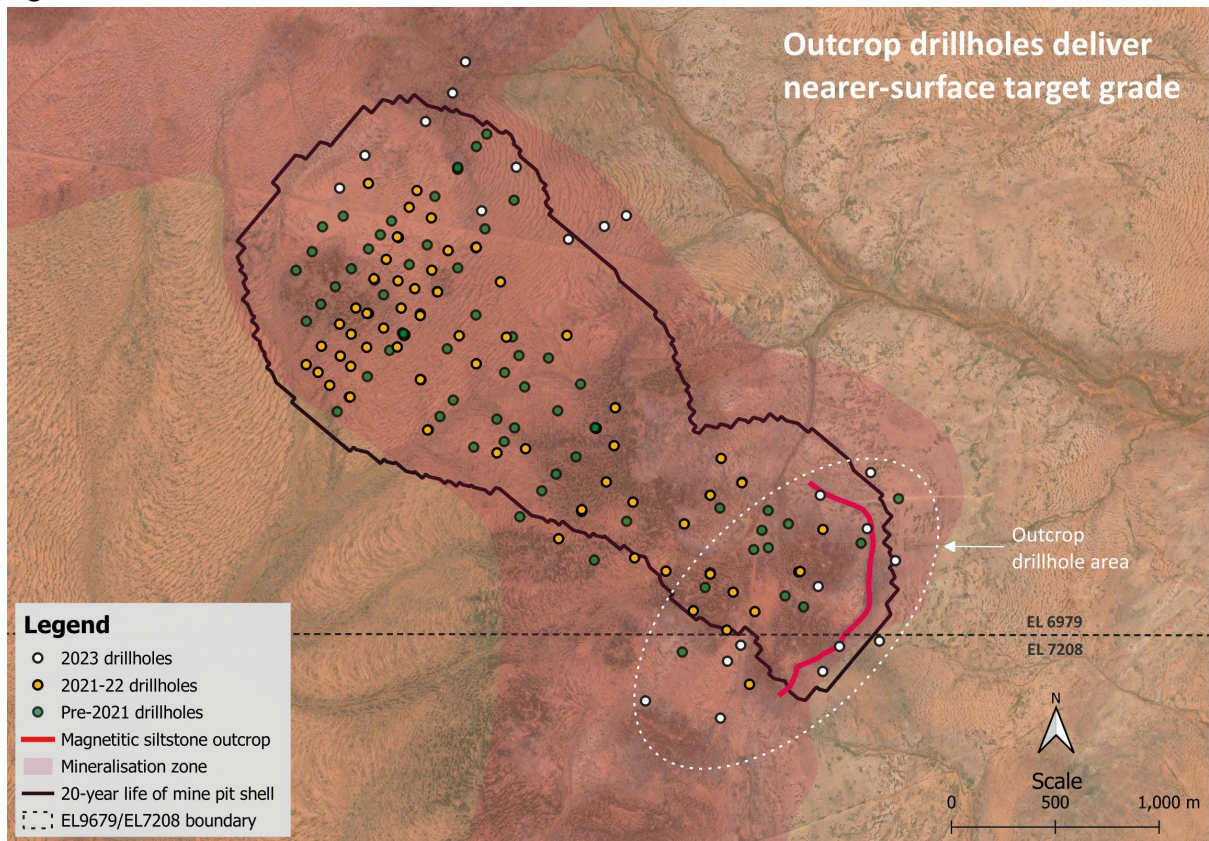 Outcrop drillholes deliver
nearer-surface target grade
Outcrop
drillhole area
EL 6979
EL 7208
Legend
2023 drillholes
2021-22 drillholes
Pre-2021 drillholes
Magnetitic siltstone outcrop
Mineralisation zone
20-year life of mine pit shell
EL9679/EL7208 boundary
N
Scale
0 500 1,000 m